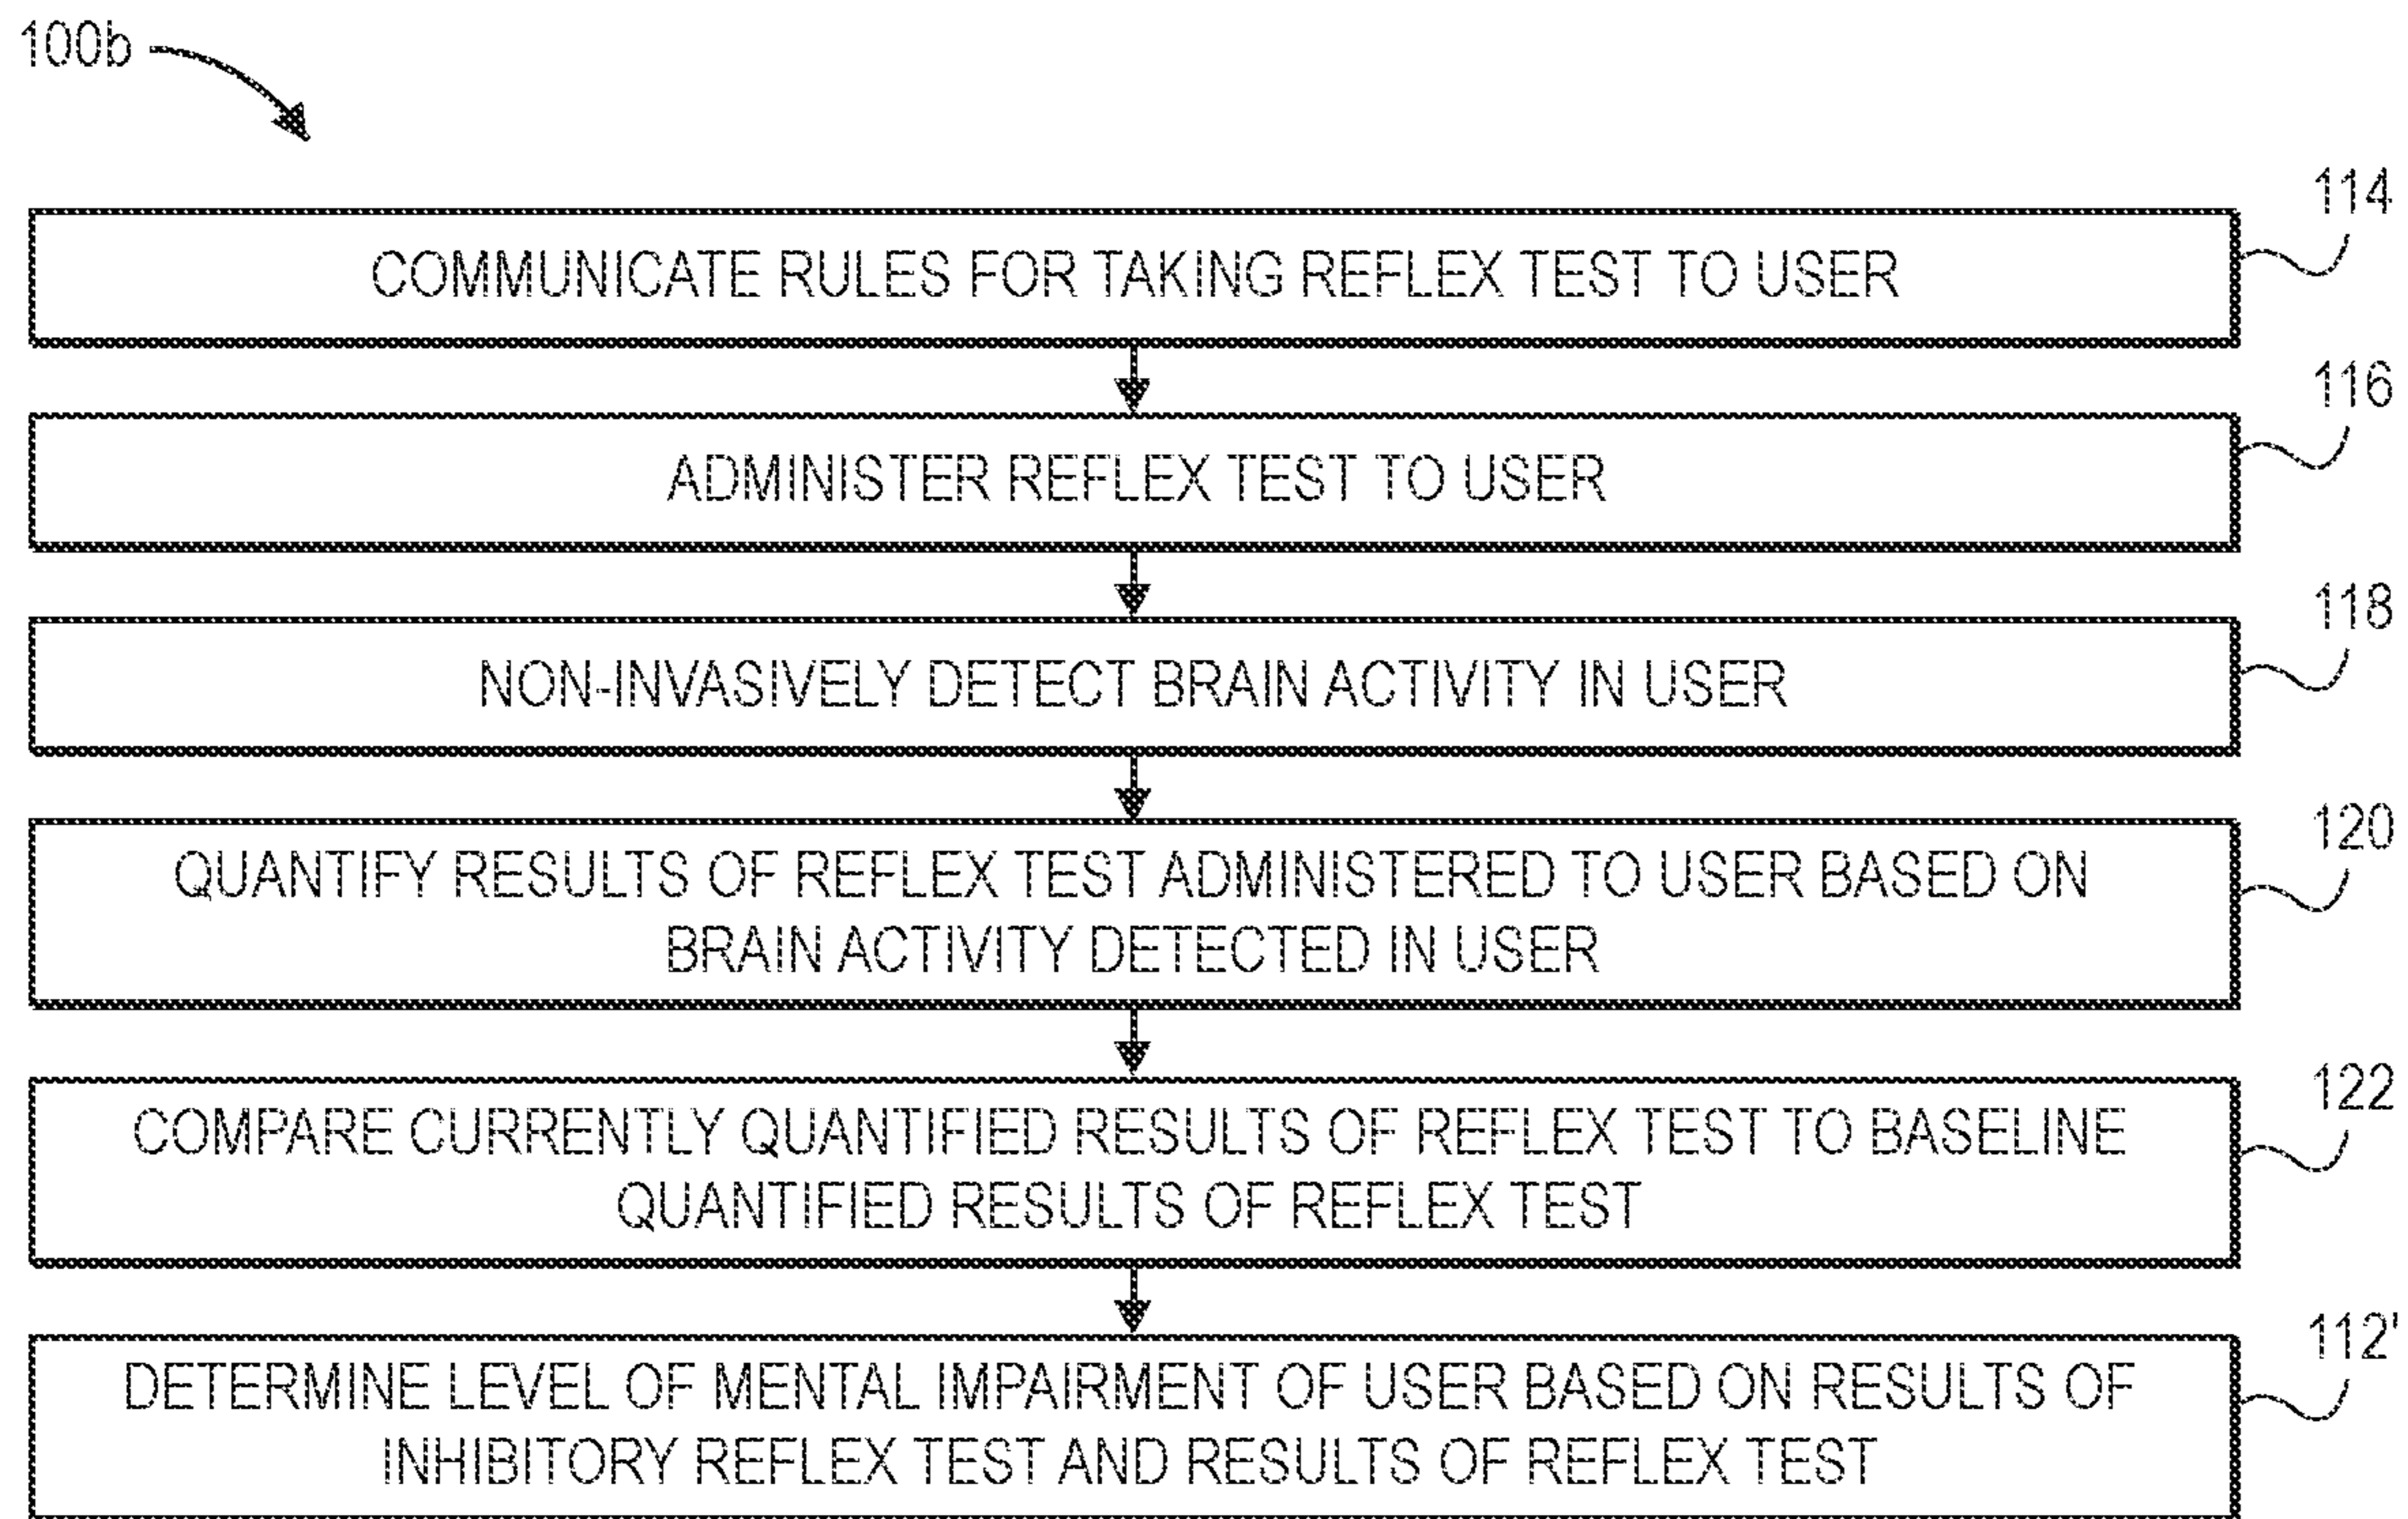 100b
114
COMMUNICATE RULES FOR TAKING REFLEX TEST TO USER
116
ADMINISTER REFLEX TEST TO USER
118
NON-INVASIVELY DETECT BRAIN ACTIVITY IN USER
120
QUANTIFY RESULTS OF REFLEX TEST ADMINISTERED TO USER BASED ON
BRAIN ACTIVITY DETECTED IN USER
122
COMPARE CURRENTLY QUANTIFIED RESULTS OF REFLEX TEST TO BASELINE
QUANTIFIED RESULTS OF REFLEX TEST
112'
DETERMINE LEVEL OF MENTAL IMPAIRMENT OF USER BASED ON RESULTS OF
INHIBITORY REFLEX TEST AND RESULTS OF REFLEX TEST